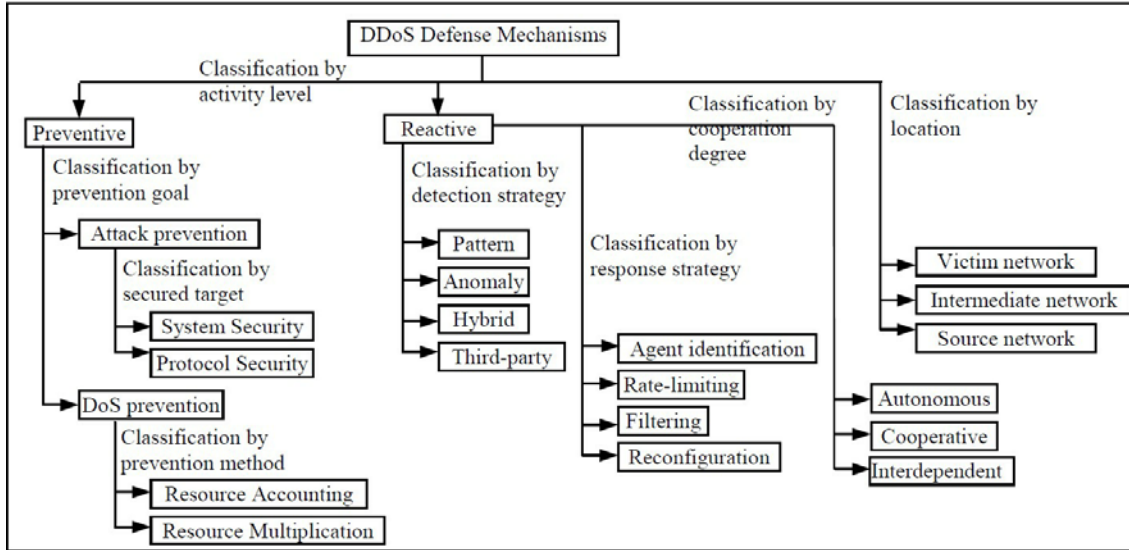 DDoS Defense Mechanisms
Classification by
activity level
Preventive
Classification by
prevention goal
Attack prevention
Classification by
secured target
System Security
Protocol Security
DoS prevention
Classification by
prevention method
Resource Accounting
Resource Multiplication
Reactive
Classification by
detection strategy
Pattern
Anomaly
Hybrid
Third-party
Classification by
response strategy
Agent identification
Rate-limiting
Filtering
Reconfiguration
Classification by
cooperation
degree
Autonomous
Cooperative
Interdependent
Classification by
location
Victim network
Intermediate network
Source network